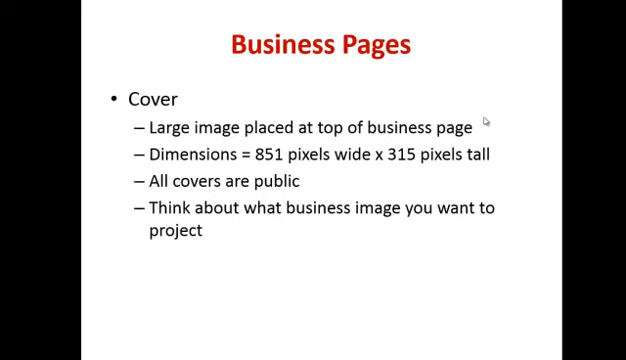 Business Pages
• Cover
– Large image placed at top of business page
– Dimensions = 851 pixels wide x 315 pixels tall
– All covers are public
– Think about what business image you want to
project